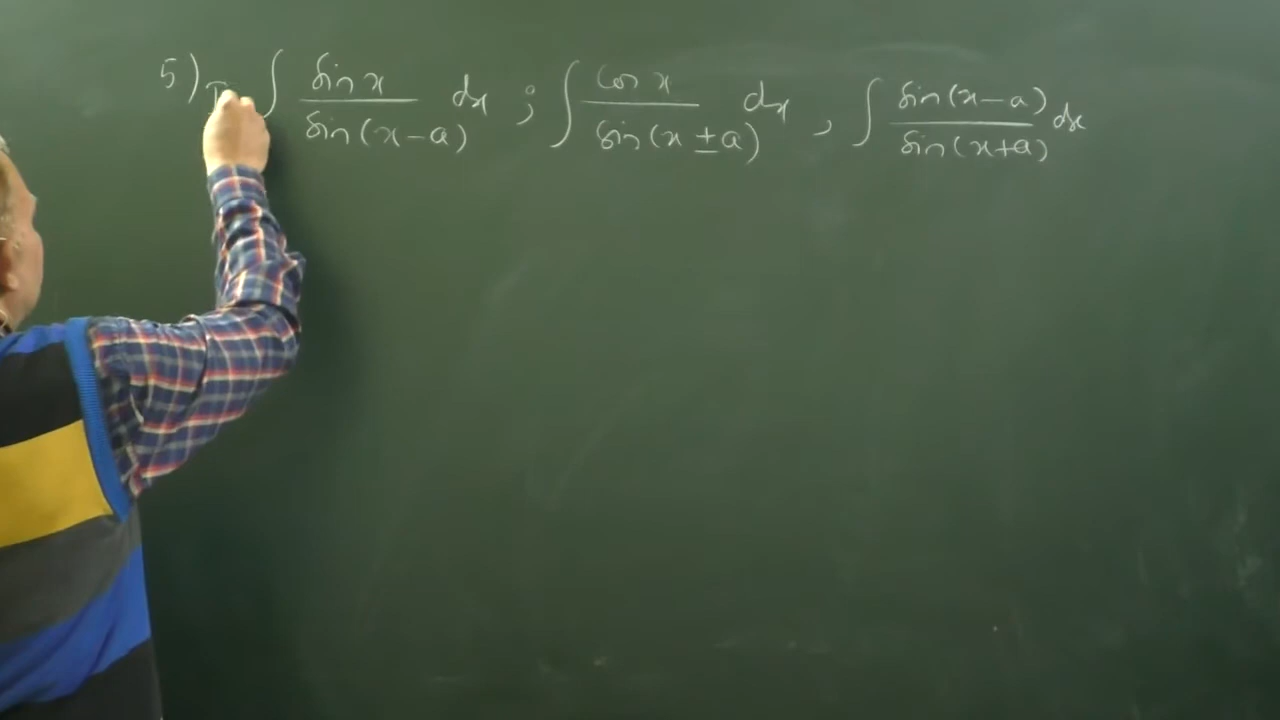 5) ∫ sin x / sin(x-a) dx ; ∫ cos x / sin(x ± a) dx , ∫ sin(x-a) / sin(x+a) dx